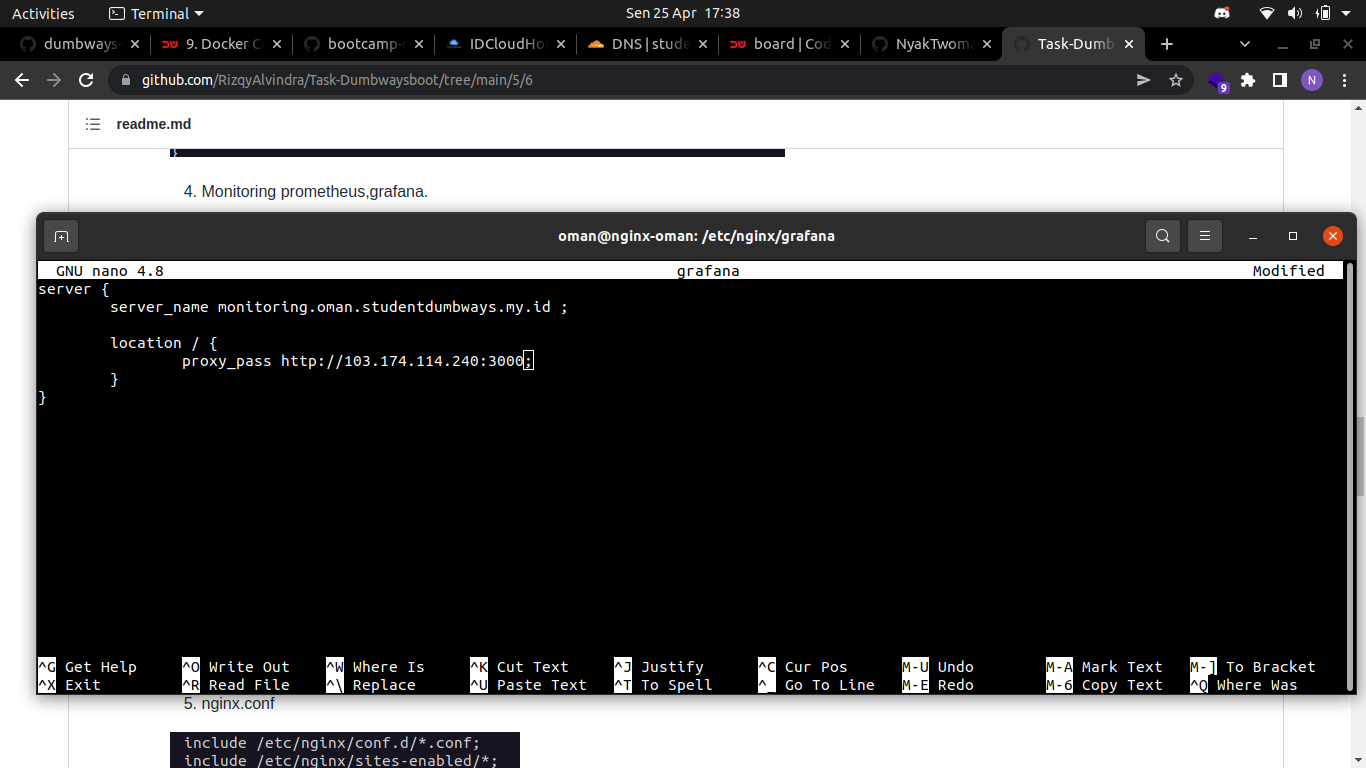 Activities
Terminal
Sen 25 Apr 17:38
dumbways-
9. Docker C
bootcamp-
IDCloudHo
DNS | stude
board | Cod
NyakTwom
Task-Dumb
github.com/RizqyAlvindra/Task-Dumbwaysboot/tree/main/5/6
9
N
readme.md
}
4. Monitoring prometheus,grafana.
oman@nginx-oman: /etc/nginx/grafana
GNU nano 4.8 grafana Modified
server {
server_name monitoring.oman.studentdumbways.my.id ;
location / {
proxy_pass http://103.174.114.240:3000;
}
}
^G Get Help ^O Write Out ^W Where Is ^K Cut Text ^J Justify ^C Cur Pos M-U Undo M-A Mark Text M-] To Bracket
^X Exit ^R Read File ^\ Replace ^U Paste Text ^T To Spell ^_ Go To Line M-E Redo M-6 Copy Text ^Q Where Was
5. nginx.conf
include /etc/nginx/conf.d/*.conf;
include /etc/nginx/sites-enabled/*;